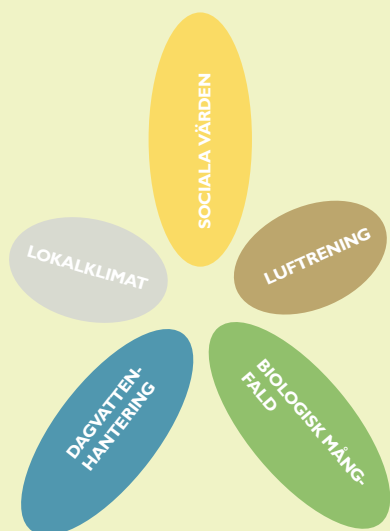 SOCIALA VÄRDEN
LOKALKLIMAT
LUFTRENING
DAGVATTEN-
HANTERING
BIOLOGISK MÅNG-
FALD